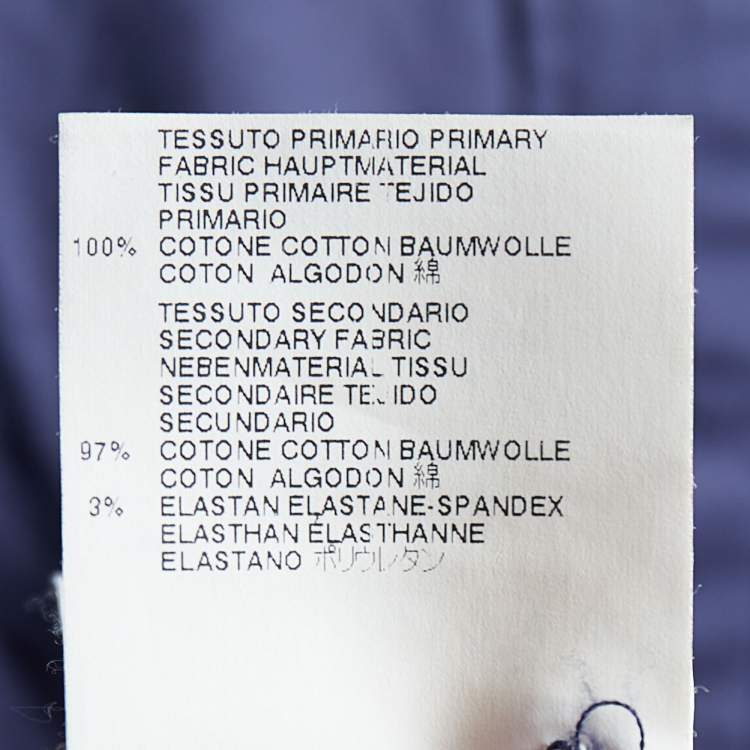 TESSUTO PRIMARIO PRIMARY
FABRIC HAUPTMATERIAL
TISSU PRIMAIRE TEJIDO
PRIMARIO
100% COTONE COTTON BAUMWOLLE
COTON ALGODON 綿
TESSUTO SECONDARIO
SECONDARY FABRIC
NEBENMATERIAL TISSU
SECONDAIRE TEJIDO
SECUNDARIO
97% COTONE COTTON BAUMWOLLE
COTON ALGODON 綿
3% ELASTAN ELASTANE-SPANDEX
ELASTHAN ÉLASTHANNE
ELASTANO ポリウレタン